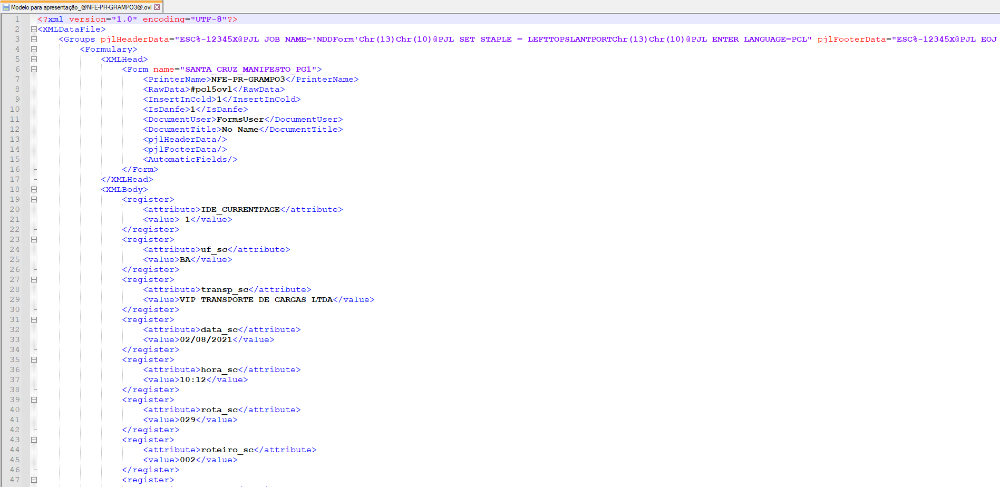 Modelo para apresentação_@NFE-PR-GRAMPO3@.ovl
1 <?xml version="1.0" encoding="UTF-8"?>
2 <XMLDataFile>
3 <Groups pjlHeaderData="ESC%-12345X@PJL JOB NAME='NDDForm'Chr(13)Chr(10)@PJL SET STAPLE = LEFTTOPSLANTPORTChr(13)Chr(10)@PJL ENTER LANGUAGE=PCL" pjlFooterData="ESC%-12345X@PJL EOJ
4 <Formulary>
5 <XMLHead>
6 <Form name="SANTA_CRUZ_MANIFESTO_PG1">
7 <PrinterName>NFE-PR-GRAMPO3</PrinterName>
8 <RawData>#pcl5ovl</RawData>
9 <InsertInCold>1</InsertInCold>
10 <IsDanfe>1</IsDanfe>
11 <DocumentUser>FormsUser</DocumentUser>
12 <DocumentTitle>No Name</DocumentTitle>
13 <pjlHeaderData/>
14 <pjlFooterData/>
15 <AutomaticFields/>
16 </Form>
17 </XMLHead>
18 <XMLBody>
19 <register>
20 <attribute>IDE_CURRENTPAGE</attribute>
21 <value> 1</value>
22 </register>
23 <register>
24 <attribute>uf_sc</attribute>
25 <value>BA</value>
26 </register>
27 <register>
28 <attribute>transp_sc</attribute>
29 <value>VIP TRANSPORTE DE CARGAS LTDA</value>
30 </register>
31 <register>
32 <attribute>data_sc</attribute>
33 <value>02/08/2021</value>
34 </register>
35 <register>
36 <attribute>hora_sc</attribute>
37 <value>10:12</value>
38 </register>
39 <register>
40 <attribute>rota_sc</attribute>
41 <value>029</value>
42 </register>
43 <register>
44 <attribute>roteiro_sc</attribute>
45 <value>002</value>
46 </register>
47 <register>